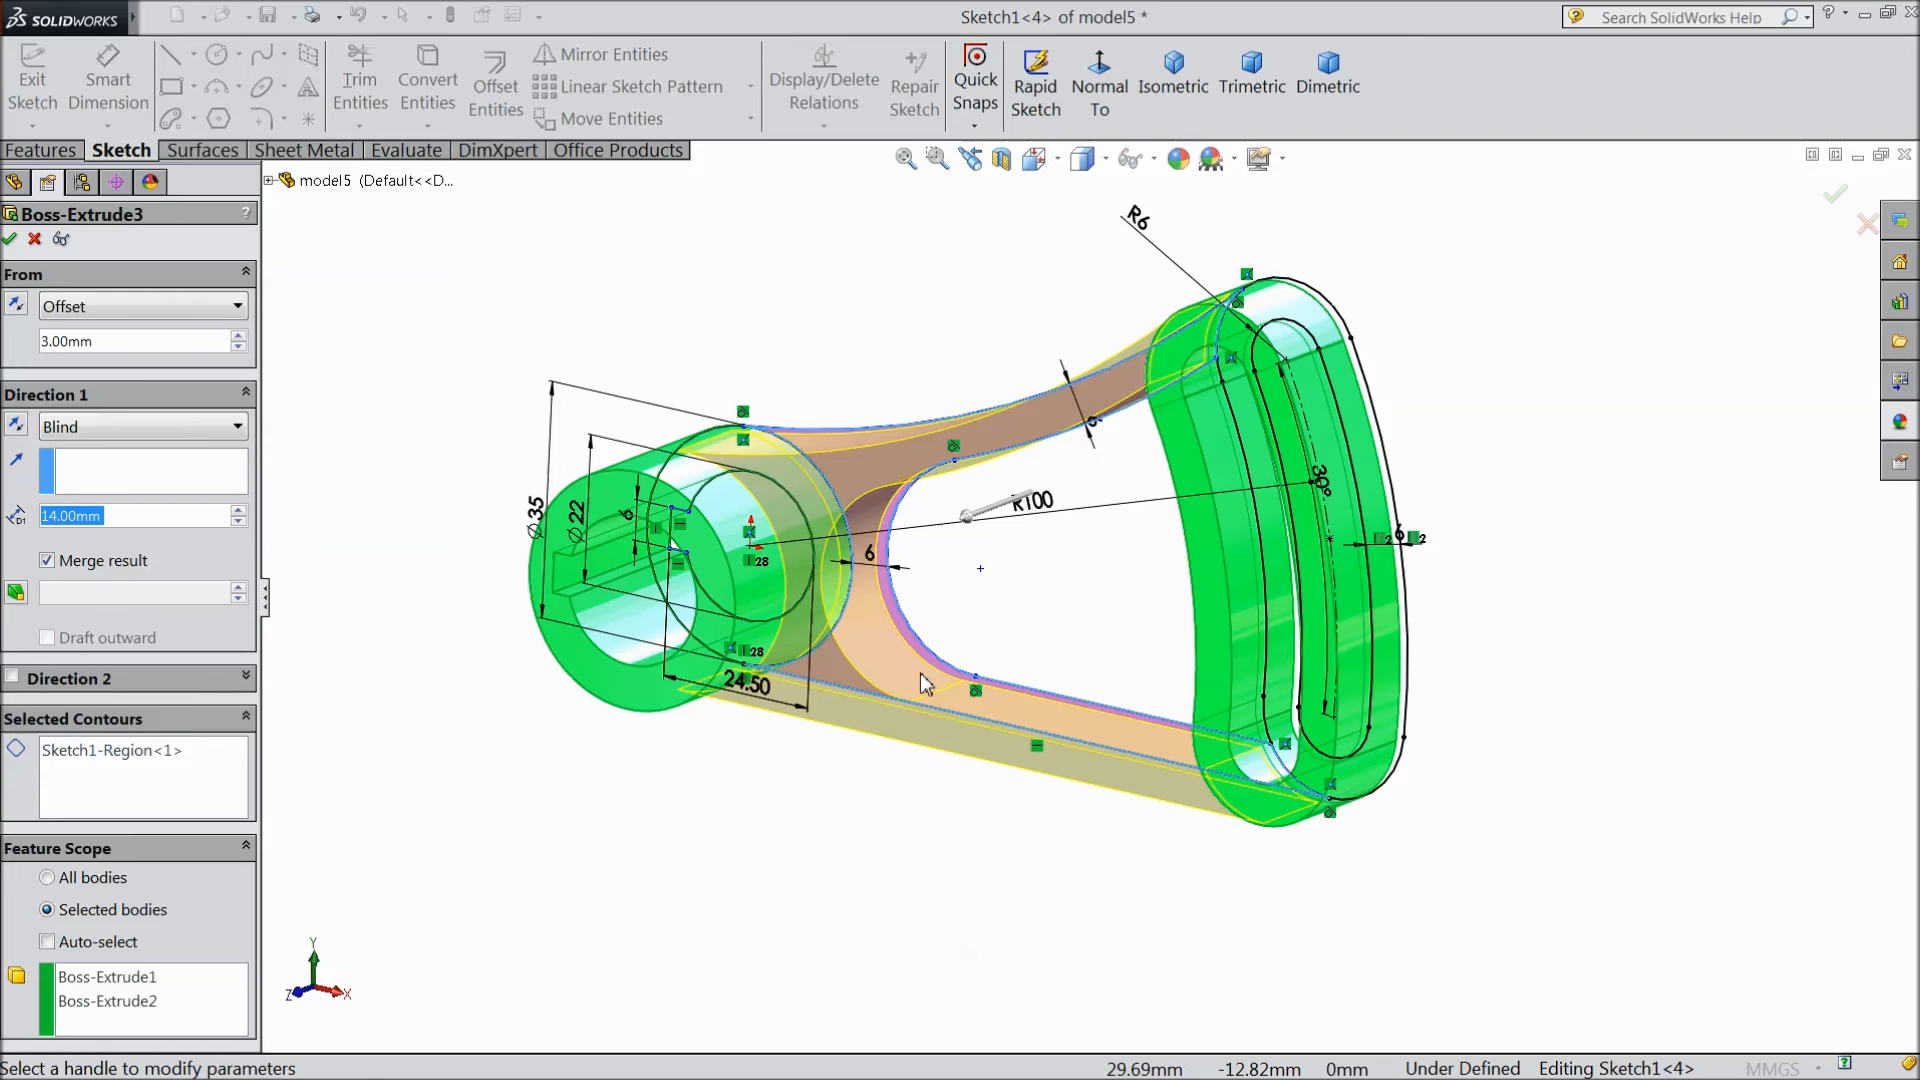 SOLIDWORKS
Sketch1<4> of model5 *
Search SolidWorks Help
Exit Sketch
Smart Dimension
Trim Entities
Convert Entities
Offset Entities
Mirror Entities
Linear Sketch Pattern
Move Entities
Display/Delete Relations
Repair Sketch
Quick Snaps
Rapid Sketch
Normal To
Isometric
Trimetric
Dimetric
Features
Sketch
Surfaces
Sheet Metal
Evaluate
DimXpert
Office Products
model5 (Default<<D...
Boss-Extrude3
?
From
Offset
3.00mm
Direction 1
Blind
D1
14.00mm
Merge result
Draft outward
Direction 2
Selected Contours
Sketch1-Region<1>
Feature Scope
All bodies
Selected bodies
Auto-select
Boss-Extrude1
Boss-Extrude2
R6
Ø35
Ø22
6
28
28
24.50
6
R100
30°
6
2
2
Y
Z
X
Select a handle to modify parameters
29.69mm
-12.82mm
0mm
Under Defined
Editing Sketch1<4>
MMGS